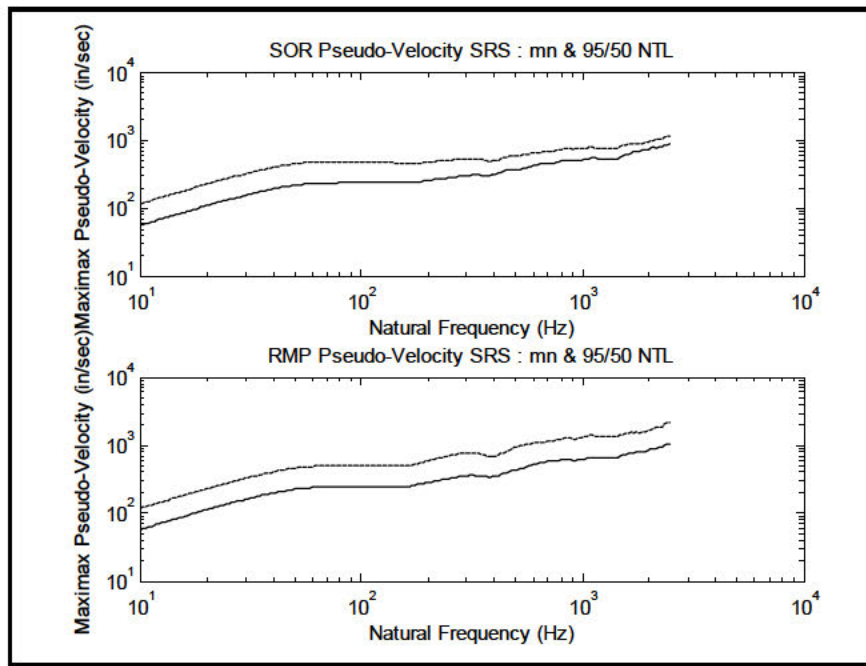 SOR Pseudo-Velocity SRS : mn & 95/50 NTL
Maximax Pseudo-Velocity (in/sec)
10^4
10^3
10^2
10^1
10^1 10^2 10^3 10^4
Natural Frequency (Hz)
RMP Pseudo-Velocity SRS : mn & 95/50 NTL
Maximax Pseudo-Velocity (in/sec)
10^4
10^3
10^2
10^1
10^1 10^2 10^3 10^4
Natural Frequency (Hz)